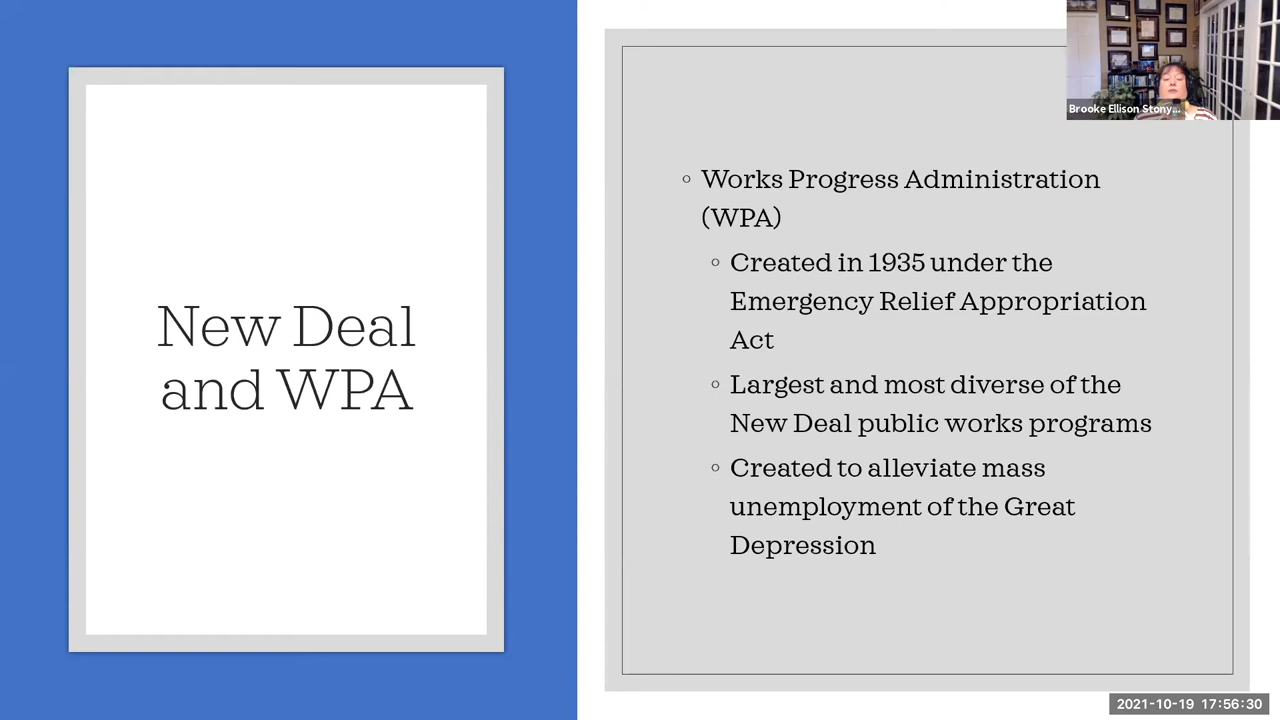 Brooke Ellison Stony...
New Deal
and WPA
◦ Works Progress Administration
(WPA)
◦ Created in 1935 under the
Emergency Relief Appropriation
Act
◦ Largest and most diverse of the
New Deal public works programs
◦ Created to alleviate mass
unemployment of the Great
Depression
2021-10-19 17:56:30